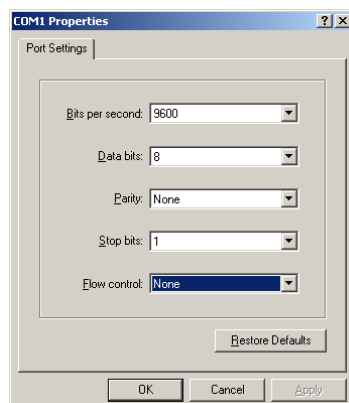 COM1 Properties
Port Settings
Bits per second: 9600
Data bits: 8
Parity: None
Stop bits: 1
Flow control: None
Restore Defaults
OK Cancel Apply